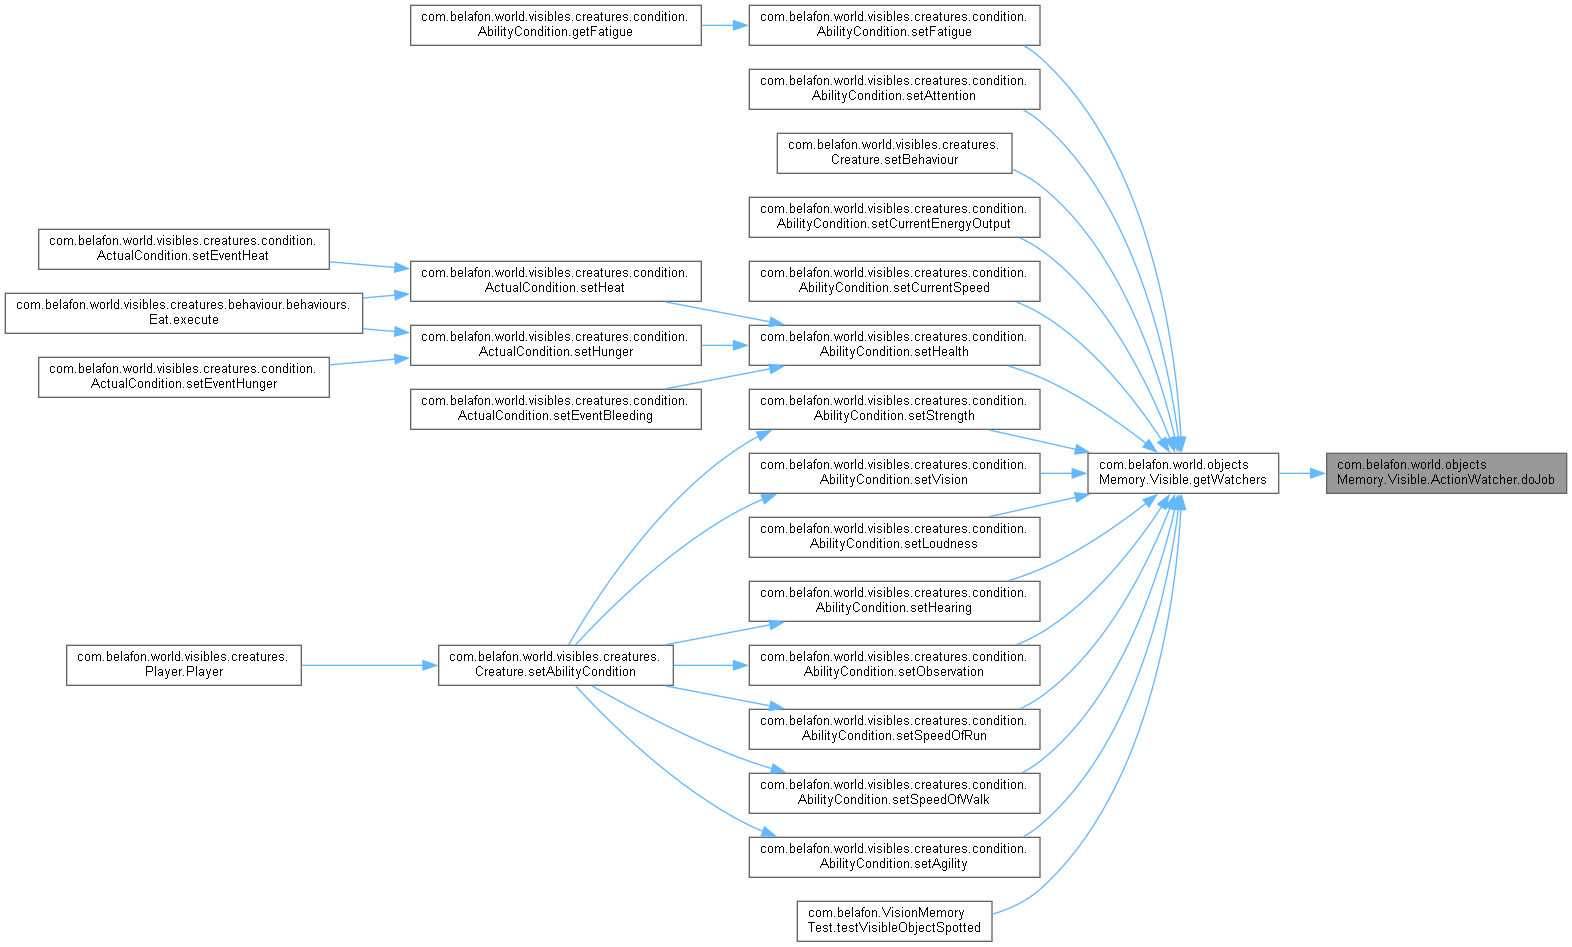 com.belafon.world.visibles.creatures.condition.
AbilityCondition.getFatigue
com.belafon.world.visibles.creatures.condition.
AbilityCondition.setFatigue
com.belafon.world.visibles.creatures.condition.
AbilityCondition.setAttention
com.belafon.world.visibles.creatures.
Creature.setBehaviour
com.belafon.world.visibles.creatures.condition.
AbilityCondition.setCurrentEnergyOutput
com.belafon.world.visibles.creatures.condition.
ActualCondition.setEventHeat
com.belafon.world.visibles.creatures.condition.
ActualCondition.setHeat
com.belafon.world.visibles.creatures.condition.
AbilityCondition.setCurrentSpeed
com.belafon.world.visibles.creatures.behaviour.behaviours.
Eat.execute
com.belafon.world.visibles.creatures.condition.
ActualCondition.setHunger
com.belafon.world.visibles.creatures.condition.
AbilityCondition.setHealth
com.belafon.world.visibles.creatures.condition.
ActualCondition.setEventHunger
com.belafon.world.visibles.creatures.condition.
ActualCondition.setEventBleeding
com.belafon.world.visibles.creatures.condition.
AbilityCondition.setStrength
com.belafon.world.visibles.creatures.condition.
AbilityCondition.setVision
com.belafon.world.objects
Memory.Visible.getWatchers
com.belafon.world.objects
Memory.Visible.ActionWatcher.doJob
com.belafon.world.visibles.creatures.condition.
AbilityCondition.setLoudness
com.belafon.world.visibles.creatures.condition.
AbilityCondition.setHearing
com.belafon.world.visibles.creatures.
Player.Player
com.belafon.world.visibles.creatures.
Creature.setAbilityCondition
com.belafon.world.visibles.creatures.condition.
AbilityCondition.setObservation
com.belafon.world.visibles.creatures.condition.
AbilityCondition.setSpeedOfRun
com.belafon.world.visibles.creatures.condition.
AbilityCondition.setSpeedOfWalk
com.belafon.world.visibles.creatures.condition.
AbilityCondition.setAgility
com.belafon.VisionMemory
Test.testVisibleObjectSpotted